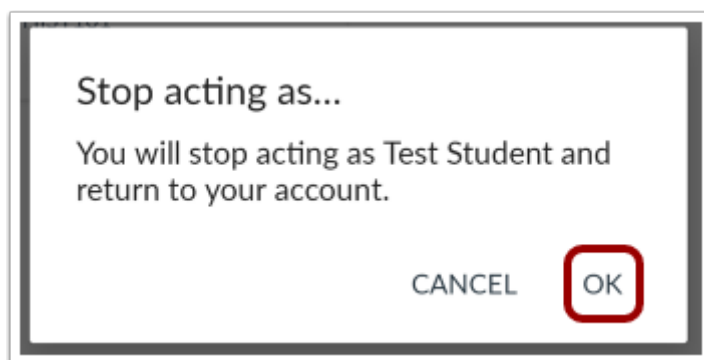 Stop acting as...
You will stop acting as Test Student and
return to your account.
CANCEL OK